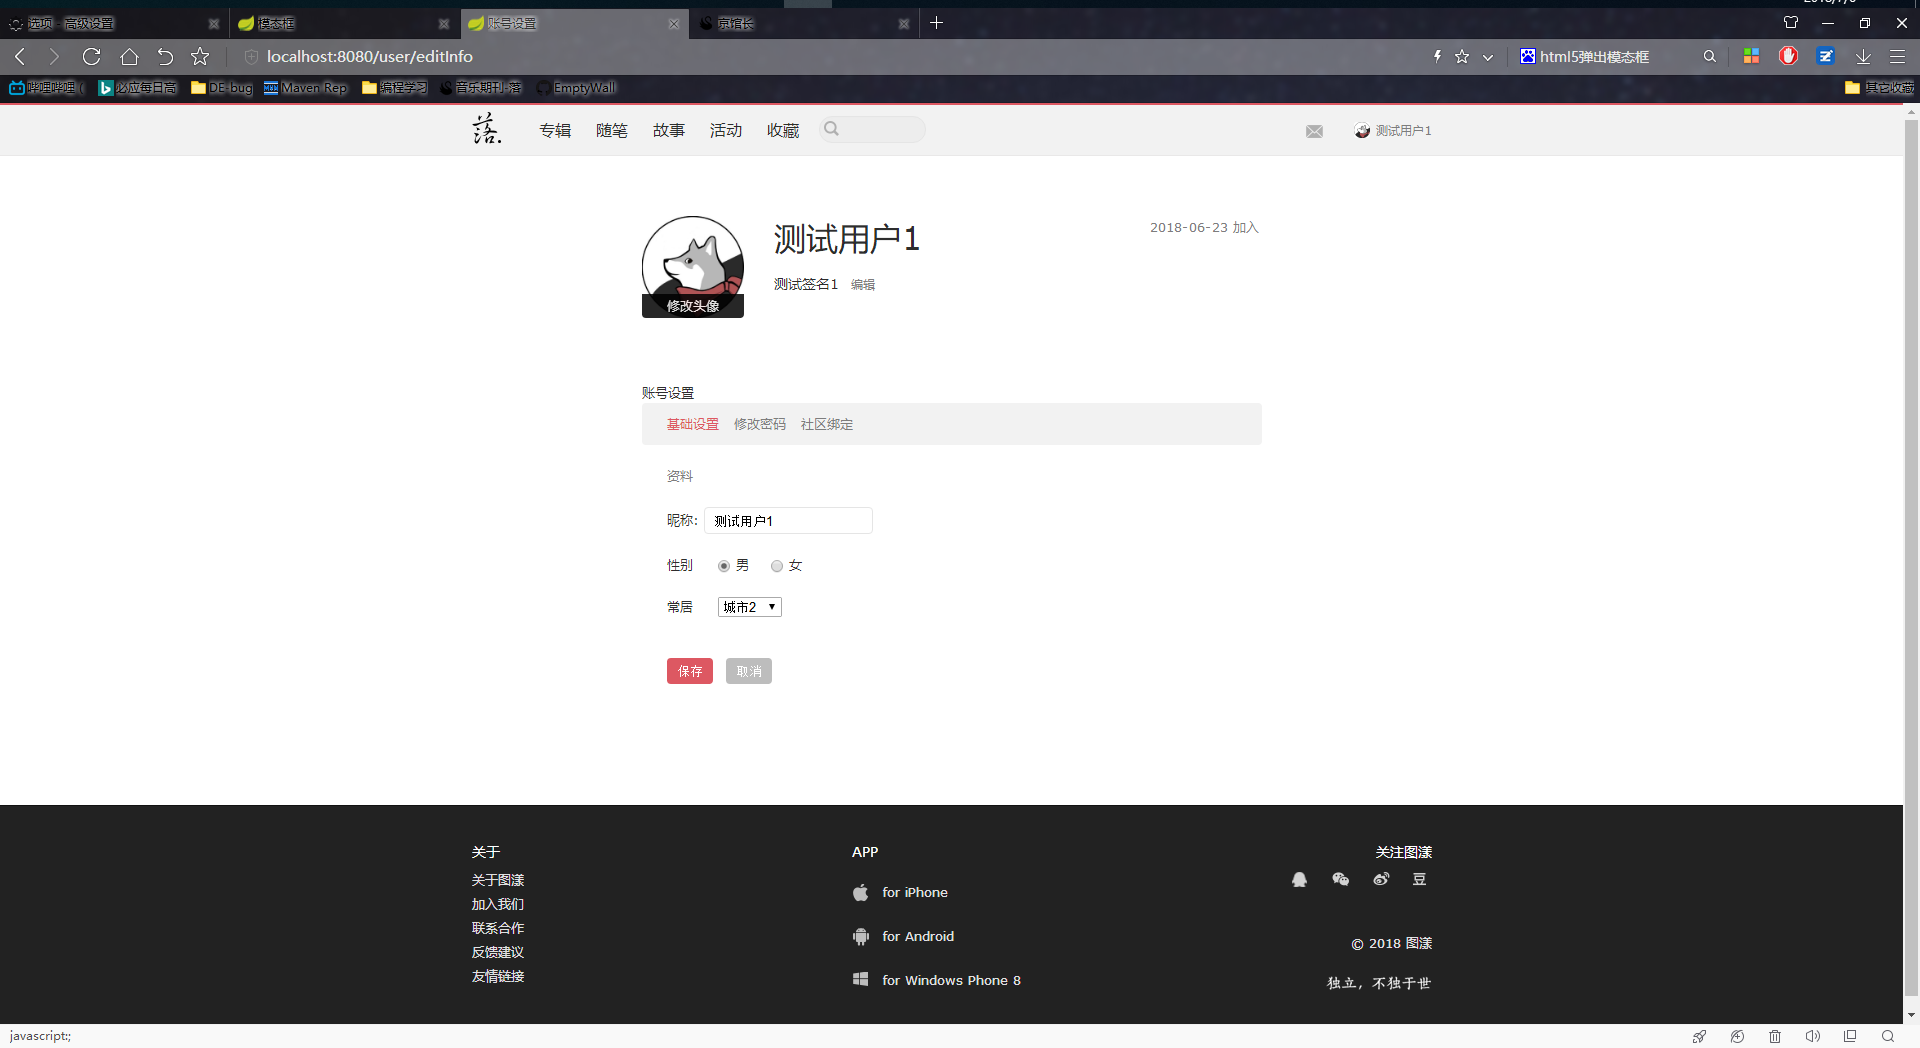 选项 - 高级设置
模态框
账号设置
京馆长
localhost:8080/user/editInfo
html5弹出模态框
哔哩哔哩 (
必应每日高
DE-bug
Maven Rep
编程学习
音乐期刊-落
EmptyWall
其它收藏
落.
专辑
随笔
故事
活动
收藏
测试用户1
测试用户1
2018-06-23 加入
测试签名1
编辑
修改头像
账号设置
基础设置
修改密码
社区绑定
资料
昵称:
测试用户1
性别
男
女
常居
城市2
保存
取消
关于
关于图漾
加入我们
联系合作
反馈建议
友情链接
APP
for iPhone
for Android
for Windows Phone 8
关注图漾
豆
© 2018 图漾
独立，不独于世
javascript:;